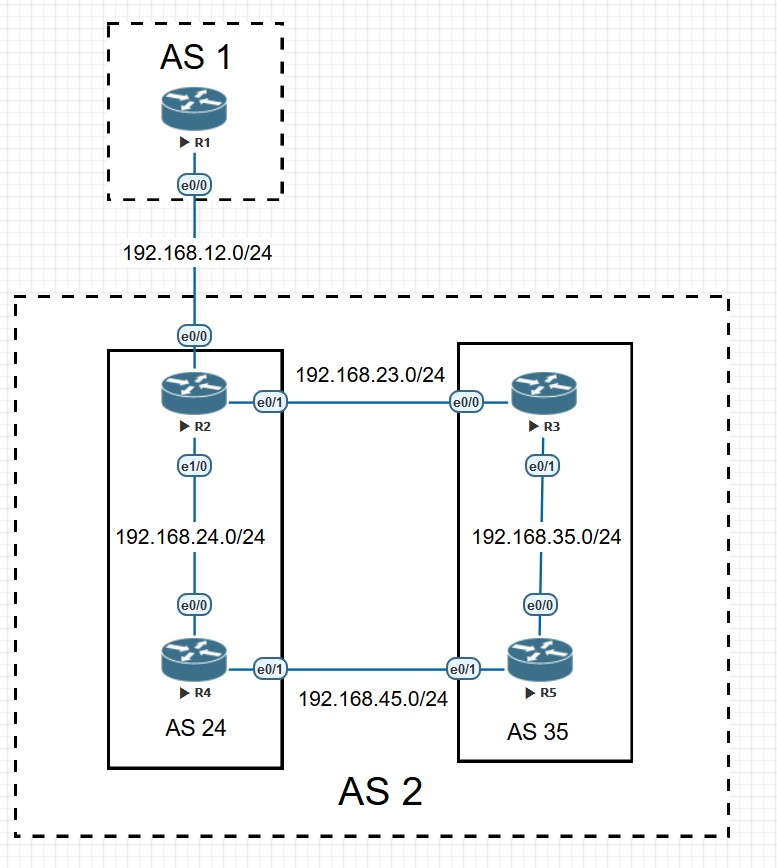 AS 1
R1
e0/0
192.168.12.0/24
e0/0
192.168.23.0/24
e0/1
e0/0
R2
R3
e1/0
e0/1
192.168.24.0/24
192.168.35.0/24
e0/0
e0/0
e0/1
e0/1
R4
R5
192.168.45.0/24
AS 24
AS 35
AS 2